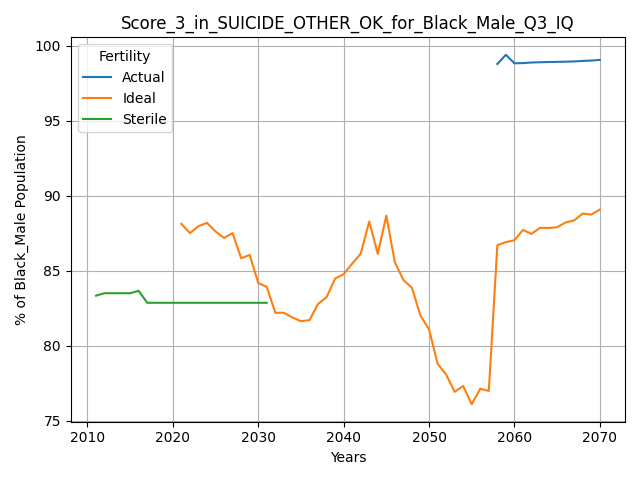 Score_3_in_SUICIDE_OTHER_OK_for_Black_Male_Q3_IQ
Fertility
Actual
Ideal
Sterile
% of Black_Male Population
100
95
90
85
80
75
2010 2020 2030 2040 2050 2060 2070
Years